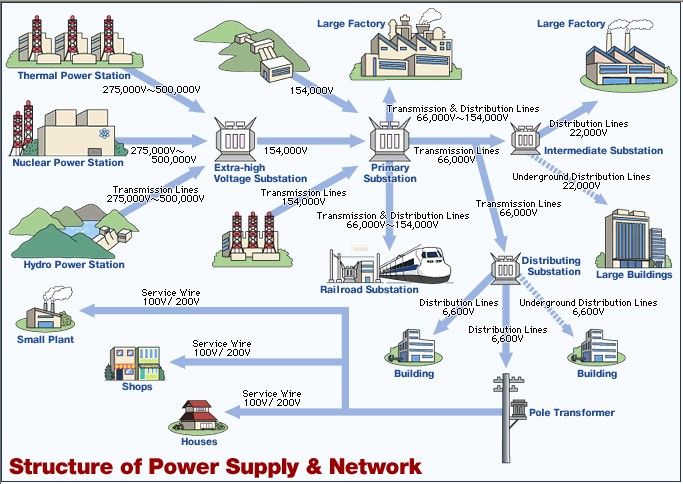 Large Factory
Large Factory
Thermal Power Station
275,000V~500,000V
154,000V
Transmission & Distribution Lines
66,000V~154,000V
Distribution Lines
22,000V
Nuclear Power Station
275,000V~
500,000V
Extra-high
Voltage Substation
154,000V
Primary
Substation
Transmission Lines
66,000V
Intermediate Substation
Underground Distribution Lines
22,000V
Transmission Lines
275,000V~500,000V
Transmission Lines
154,000V
Transmission & Distribution Lines
66,000V~154,000V
Transmission Lines
66,000V
Hydro Power Station
Railroad Substation
Distributing
Substation
Large Buildings
Service Wire
100V/ 200V
Small Plant
Distribution Lines
6,600V
Underground Distribution Lines
6,600V
Distribution Lines
6,600V
Service Wire
100V/ 200V
Shops
Building
Building
Service Wire
100V/ 200V
Houses
Pole Transformer
Structure of Power Supply & Network